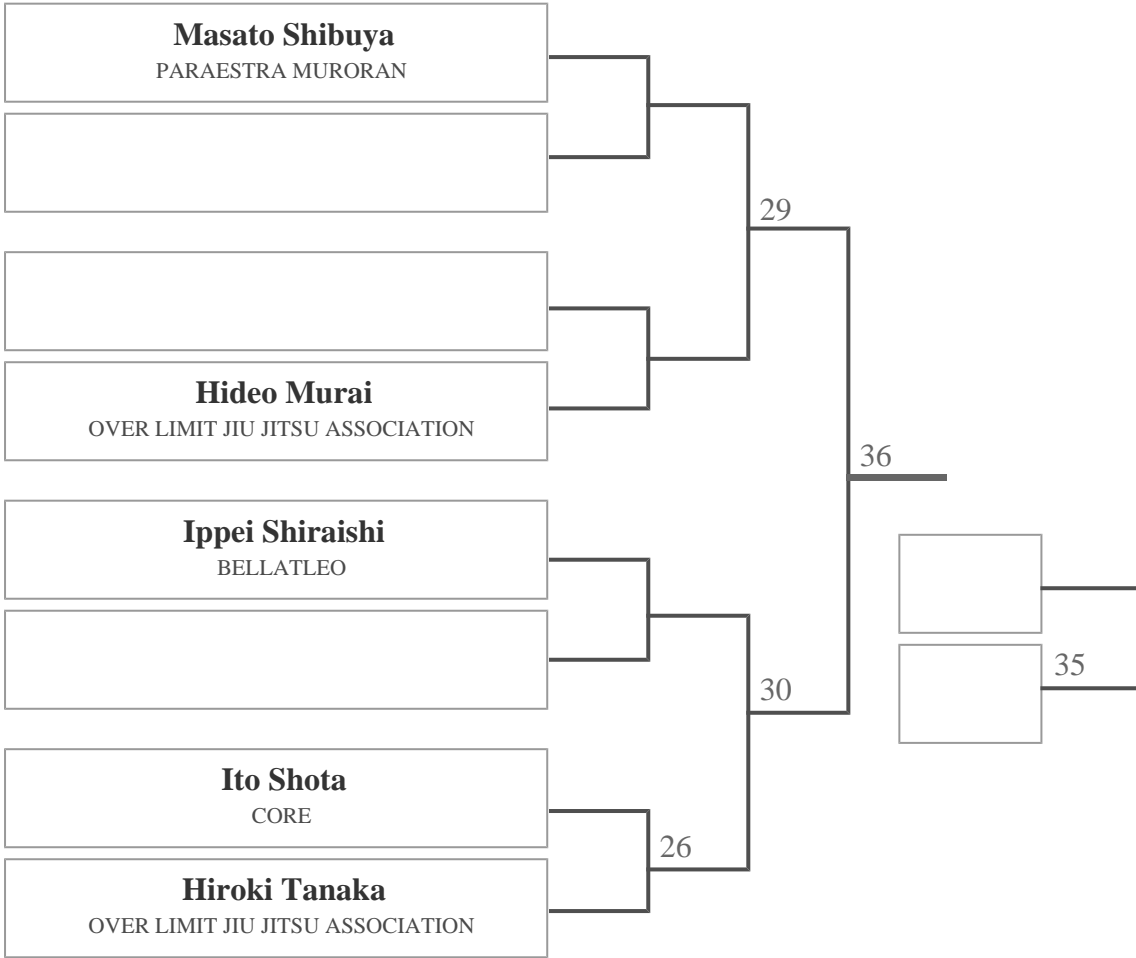 Masato Shibuya
PARAESTRA MURORAN
29
Hideo Murai
OVER LIMIT JIU JITSU ASSOCIATION
36
Ippei Shiraishi
BELLATLEO
35
30
Ito Shota
CORE
26
Hiroki Tanaka
OVER LIMIT JIU JITSU ASSOCIATION